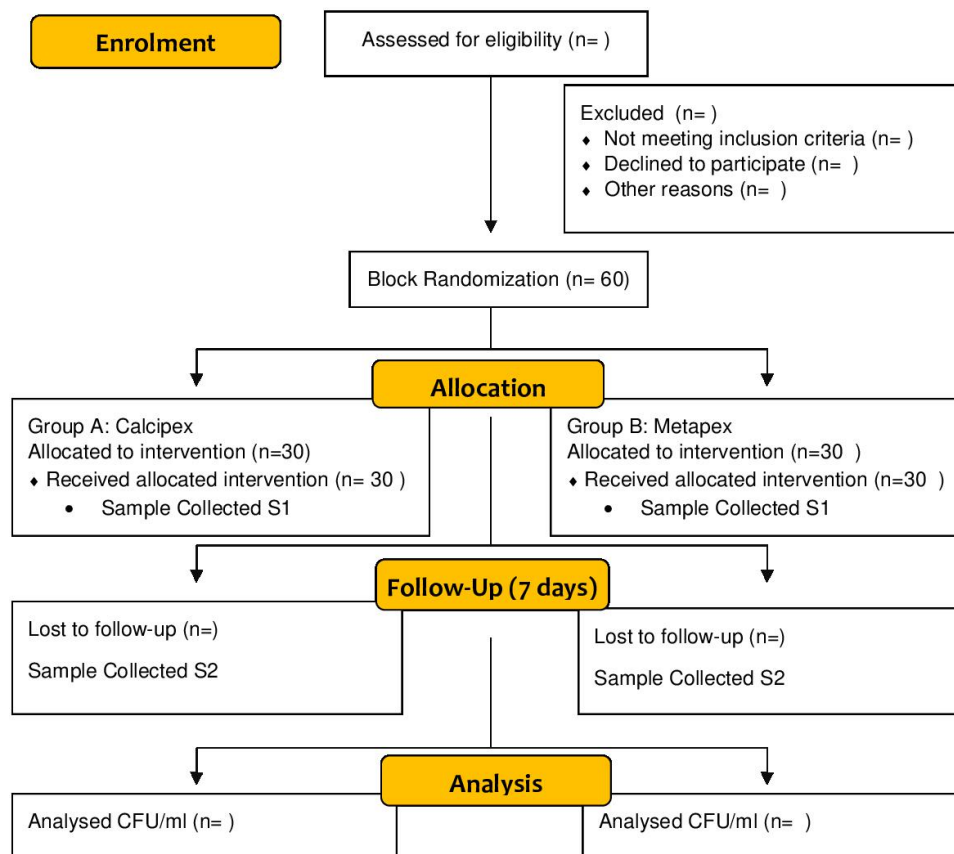 Enrolment
Assessed for eligibility (n= )
Excluded (n= )
♦ Not meeting inclusion criteria (n= )
♦ Declined to participate (n= )
♦ Other reasons (n= )
Block Randomization (n= 60)
Allocation
Group A: Calcipex
Allocated to intervention (n=30)
♦ Received allocated intervention (n= 30 )
• Sample Collected S1
Group B: Metapex
Allocated to intervention (n=30 )
♦ Received allocated intervention (n=30 )
• Sample Collected S1
Follow-Up (7 days)
Lost to follow-up (n=)
Sample Collected S2
Lost to follow-up (n=)
Sample Collected S2
Analysis
Analysed CFU/ml (n= )
Analysed CFU/ml (n= )